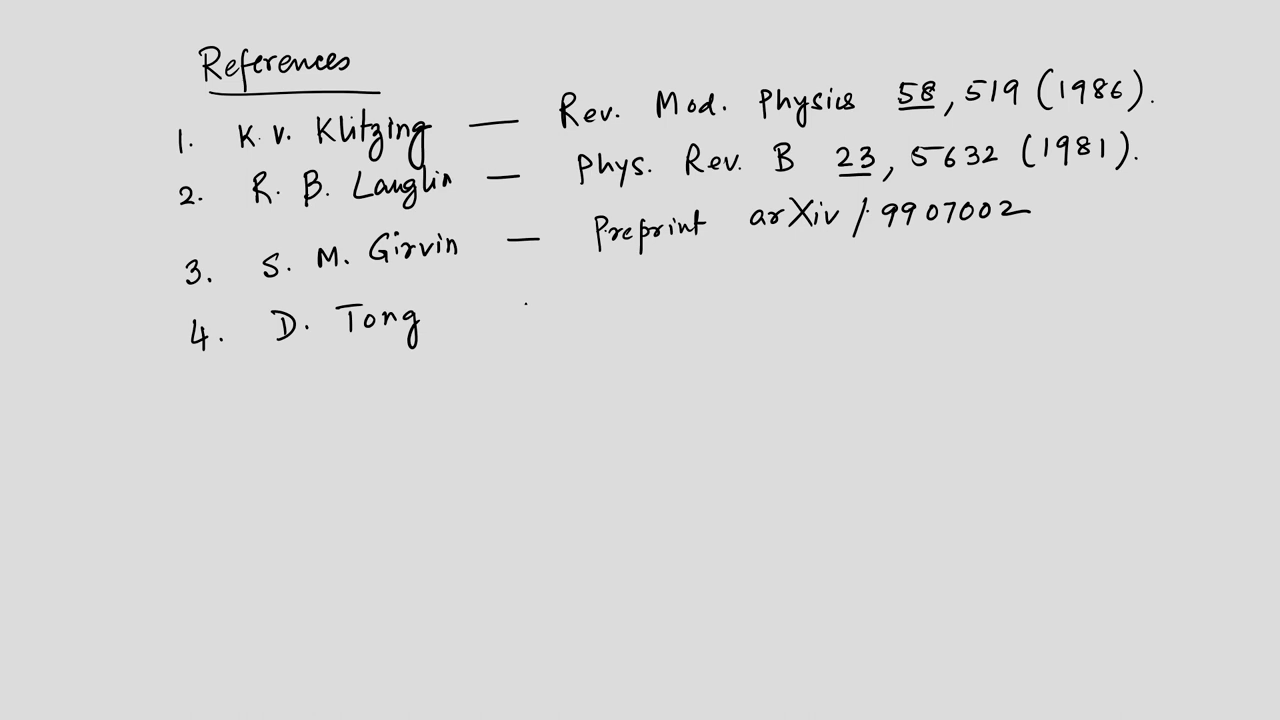 References
1. K. V. Klitzing — Rev. Mod. Physics 58, 519 (1986).
2. R. B. Lauglin — Phys. Rev. B 23, 5632 (1981).
3. S. M. Girvin — Preprint arXiv/. 9907002
4. D. Tong